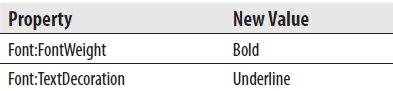 Property New Value
Font:FontWeight Bold
Font:TextDecoration Underline